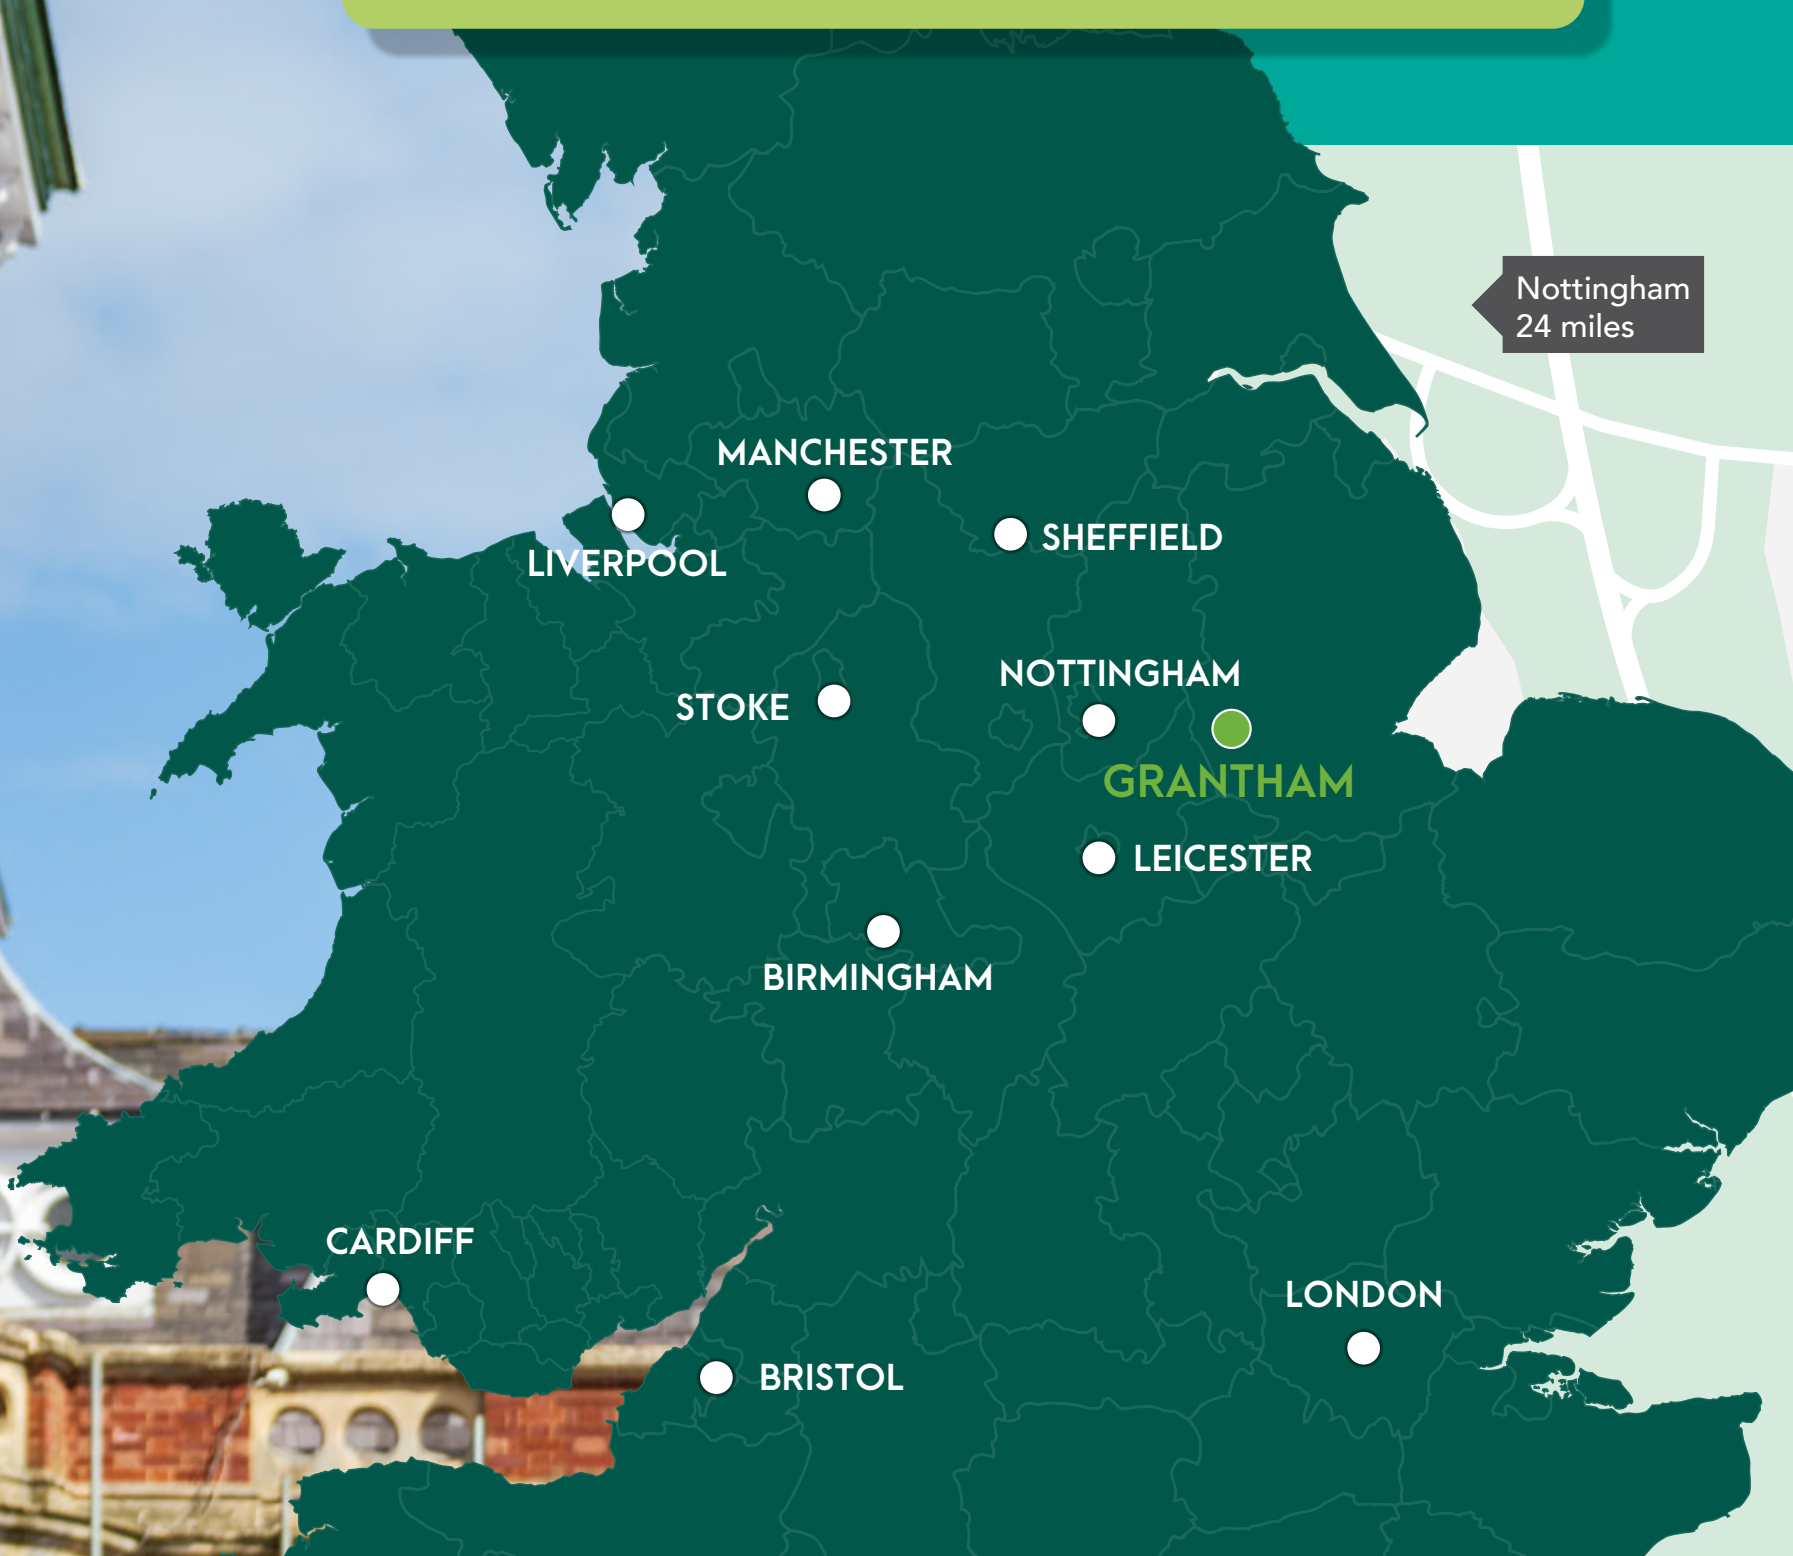 Nottingham
24 miles
MANCHESTER
LIVERPOOL
SHEFFIELD
NOTTINGHAM
STOKE
GRANTHAM
LEICESTER
BIRMINGHAM
CARDIFF
LONDON
BRISTOL